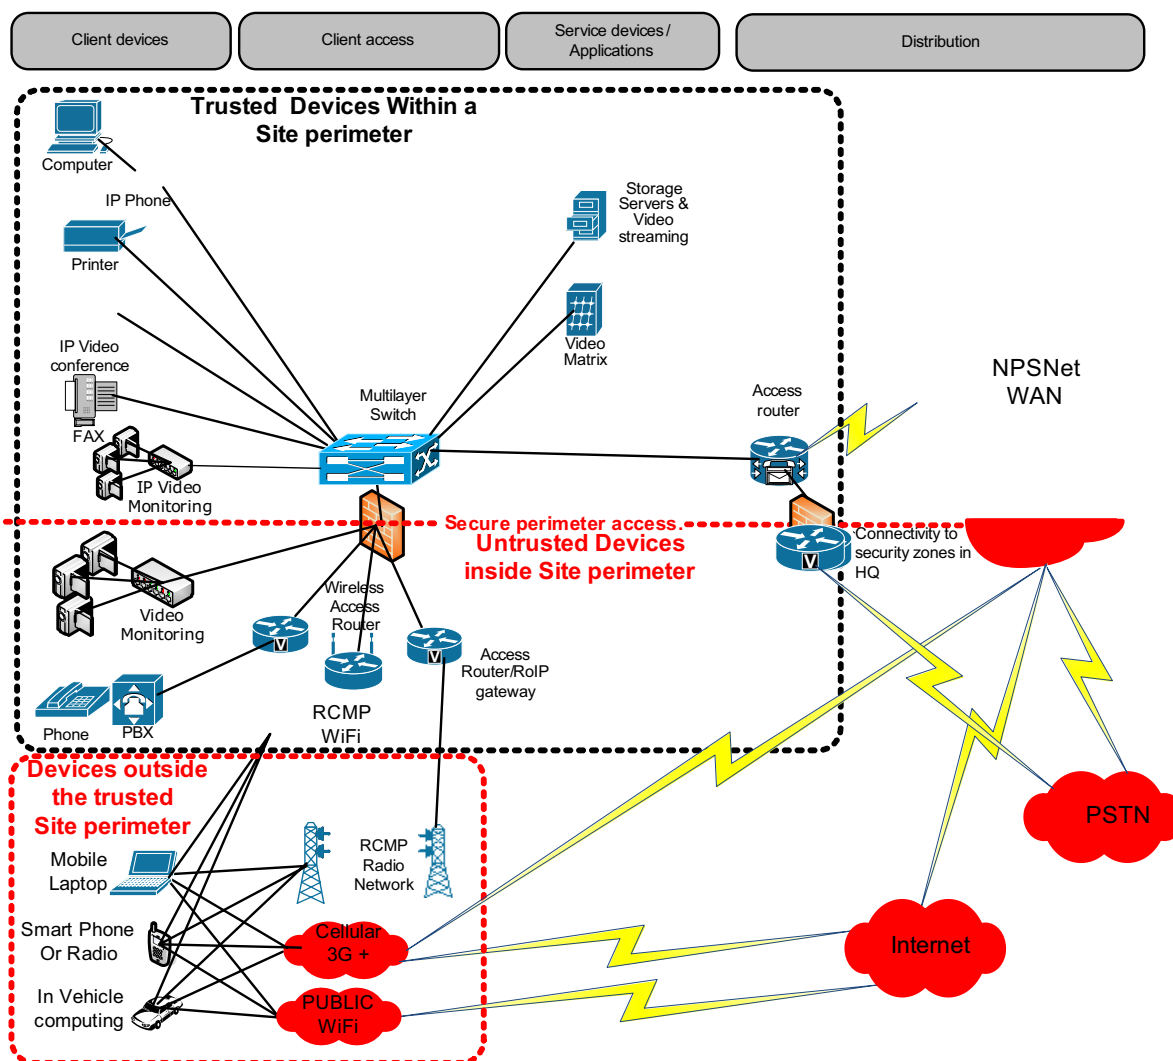 Client devices
Client access
Service devices /
Applications
Distribution
Trusted Devices Within a
Site perimeter
Computer
IP Phone
Printer
Storage
Servers &
Video
streaming
Video
Matrix
IP Video
conference
FAX
Multilayer
Switch
Access
router
NPSNet
WAN
IP Video
Monitoring
Secure perimeter access.
Untrusted Devices
inside Site perimeter
Connectivity to
security zones in
HQ
V
Video
Monitoring
Wireless
Access
Router
V
V
Access
Router/RoIP
gateway
Phone
PBX
RCMP
WiFi
Devices outside
the trusted
Site perimeter
PSTN
Mobile
Laptop
RCMP
Radio
Network
Smart Phone
Or Radio
Cellular
3G +
Internet
In Vehicle
computing
PUBLIC
WiFi